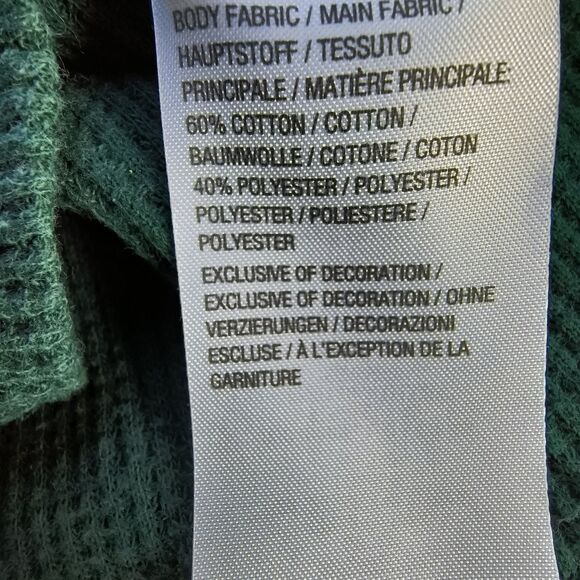 BODY FABRIC / MAIN FABRIC /
HAUPTSTOFF / TESSUTO
PRINCIPALE / MATIÈRE PRINCIPALE:
60% COTTON / COTTON /
BAUMWOLLE / COTONE / COTON
40% POLYESTER / POLYESTER /
POLYESTER / POLIESTERE /
POLYESTER
EXCLUSIVE OF DECORATION /
EXCLUSIVE OF DECORATION / OHNE
VERZIERUNGEN / DECORAZIONI
ESCLUSE / À L'EXCEPTION DE LA
GARNITURE